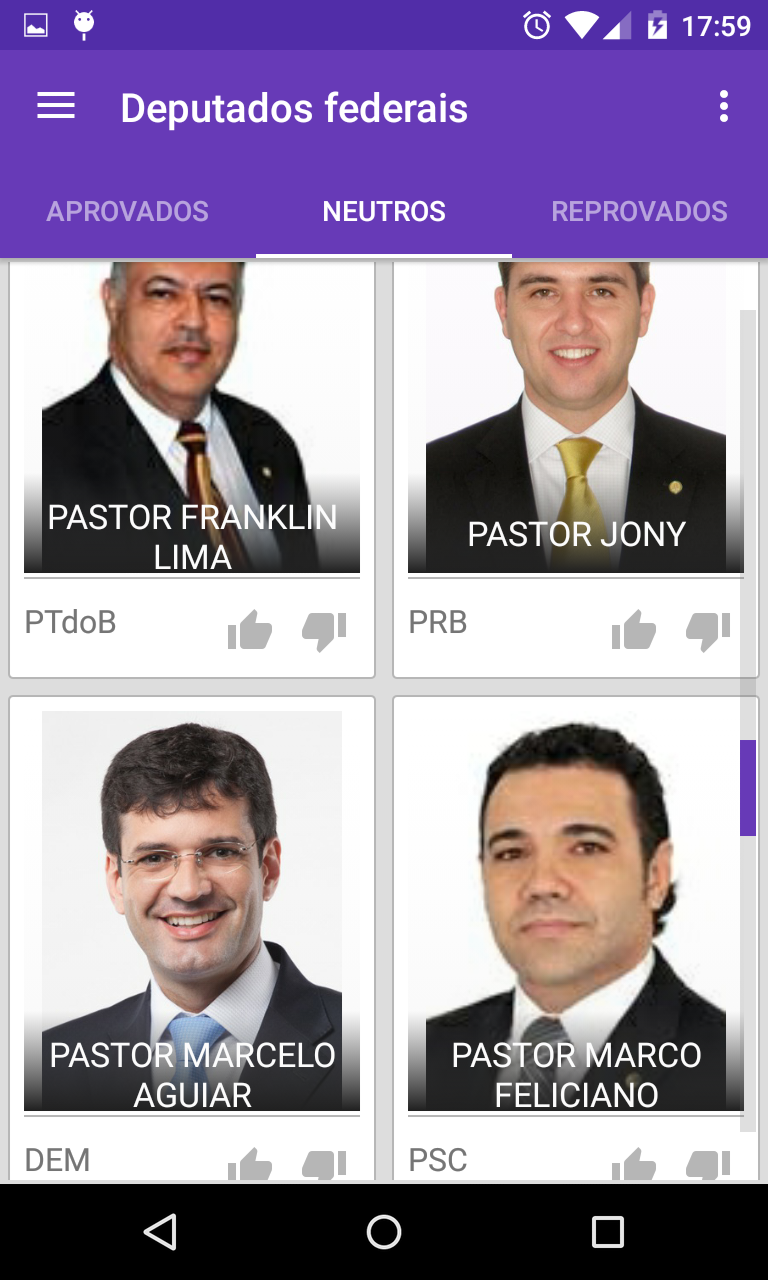 17:59
Deputados federais
APROVADOS
NEUTROS
REPROVADOS
PASTOR FRANKLIN
LIMA
PTdoB
PASTOR JONY
PRB
PASTOR MARCELO
AGUIAR
DEM
PASTOR MARCO
FELICIANO
PSC